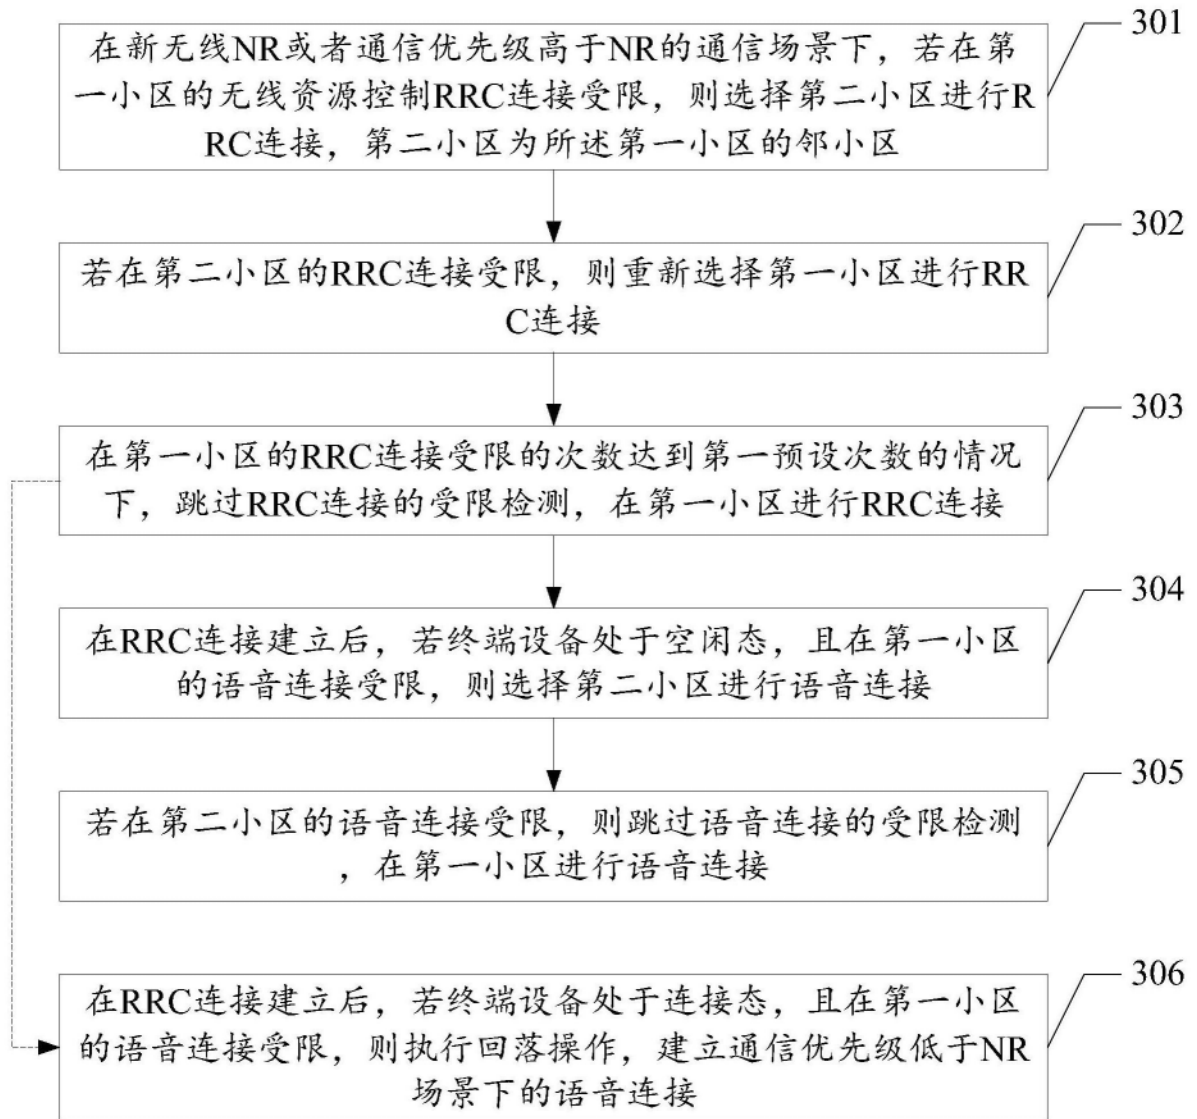 301
在新无线NR或者通信优先级高于NR的通信场景下，若在第
一小区的无线资源控制RRC连接受限，则选择第二小区进行R
RC连接，第二小区为所述第一小区的邻小区
302
若在第二小区的RRC连接受限，则重新选择第一小区进行RR
C连接
303
在第一小区的RRC连接受限的次数达到第一预设次数的情况
下，跳过RRC连接的受限检测，在第一小区进行RRC连接
304
在RRC连接建立后，若终端设备处于空闲态，且在第一小区
的语音连接受限，则选择第二小区进行语音连接
305
若在第二小区的语音连接受限，则跳过语音连接的受限检测
，在第一小区进行语音连接
306
在RRC连接建立后，若终端设备处于连接态，且在第一小区
的语音连接受限，则执行回落操作，建立通信优先级低于NR
场景下的语音连接